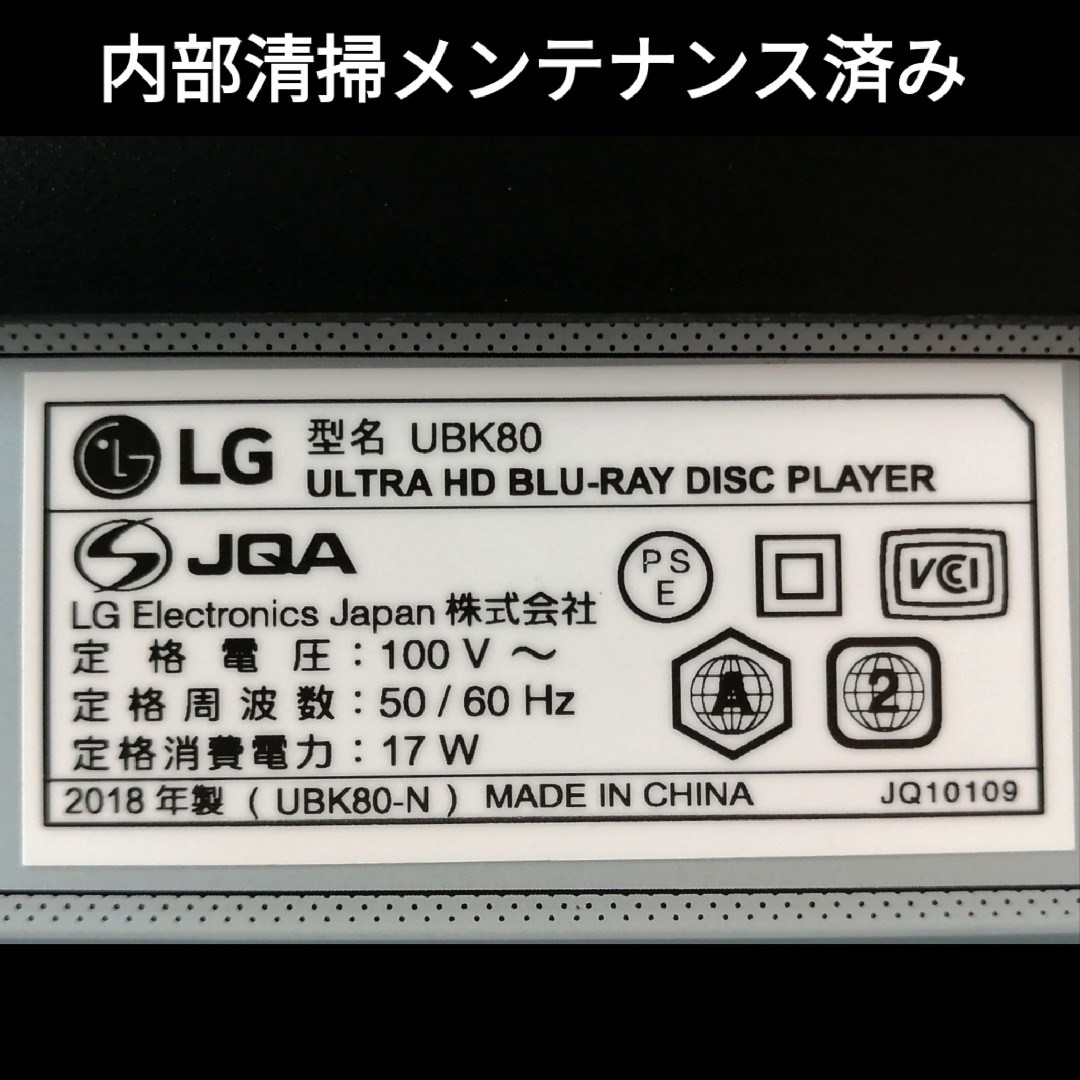 内部清掃メンテナンス済み
LG 型名 UBK80
ULTRA HD BLU-RAY DISC PLAYER
JQA
PS
E
VCI
LG Electronics Japan 株式会社
定格電圧：100 V ～
定格周波数：50 / 60 Hz
定格消費電力：17 W
A
2
2018 年製 ( UBK80-N ) MADE IN CHINA JQ10109